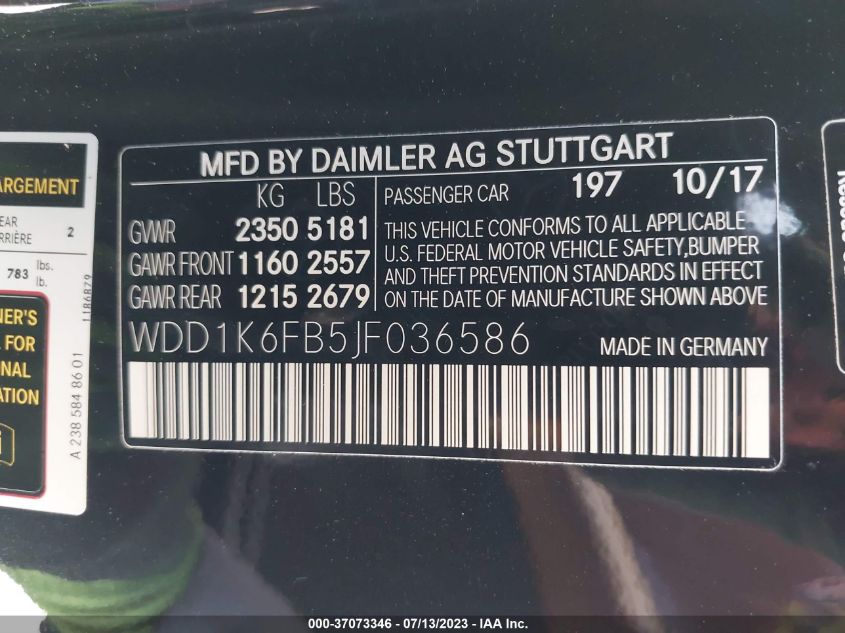 ARGEMENT
2
RRIÈRE
783 lbs.
lb.
11B6B79
NER'S
FOR
ONAL
ATION
A 238 584 86 01
MFD BY DAIMLER AG STUTTGART
KG LBS
GVWR 2350 5181
GAWR FRONT 1160 2557
GAWR REAR 1215 2679
PASSENGER CAR 197 10/17
THIS VEHICLE CONFORMS TO ALL APPLICABLE
U.S. FEDERAL MOTOR VEHICLE SAFETY,BUMPER
AND THEFT PREVENTION STANDARDS IN EFFECT
ON THE DATE OF MANUFACTURE SHOWN ABOVE
WDD1K6FB5JF036586 MADE IN GERMANY
000-37073346 - 07/13/2023 - IAA Inc.